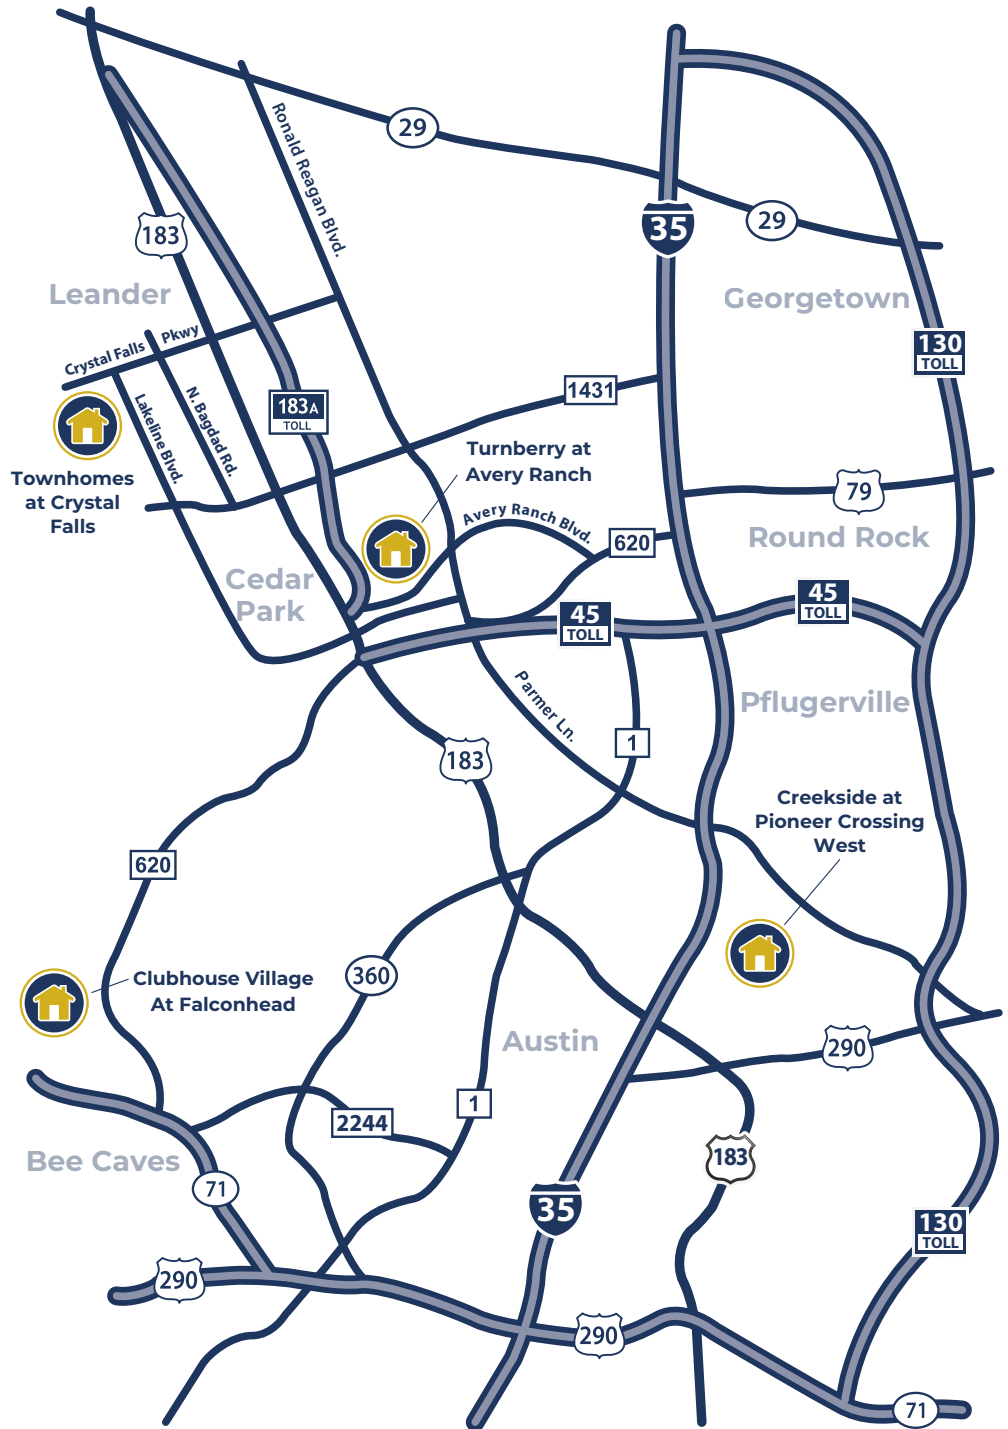 29
Ronald Reagan Blvd.
29
183
35
Leander
Georgetown
130
TOLL
Crystal Falls Pkwy
1431
183A
TOLL
Lakeline Blvd.
N. Bagdad Rd.
Turnberry at
Avery Ranch
Townhomes
at Crystal
Falls
79
Avery Ranch Blvd.
620
Round Rock
Cedar
Park
45
TOLL
45
TOLL
Parmer Ln.
Pflugerville
1
183
Creekside at
Pioneer Crossing
West
620
360
Clubhouse Village
At Falconhead
Austin
290
1
2244
Bee Caves
183
71
35
130
TOLL
290
290
71